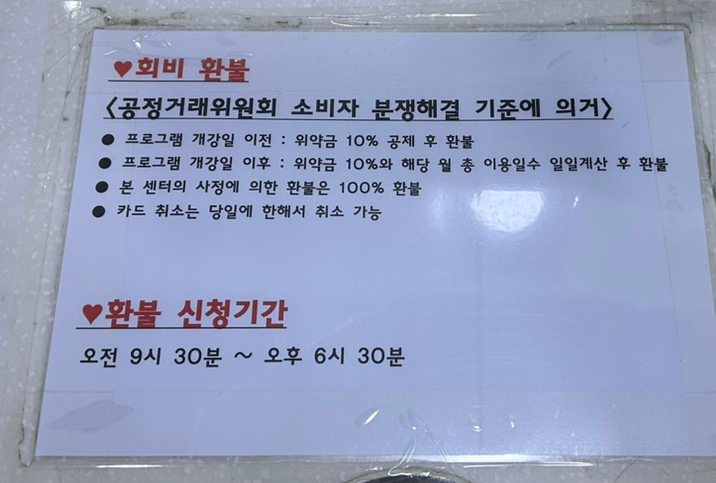 ♥회비 환불
<공정거래위원회 소비자 분쟁해결 기준에 의거>
● 프로그램 개강일 이전 : 위약금 10% 공제 후 환불
● 프로그램 개강일 이후 : 위약금 10%와 해당 월 총 이용일수 일일계산 후 환불
● 본 센터의 사정에 의한 환불은 100% 환불
● 카드 취소는 당일에 한해서 취소 가능
♥환불 신청기간
오전 9시 30분 ~ 오후 6시 30분